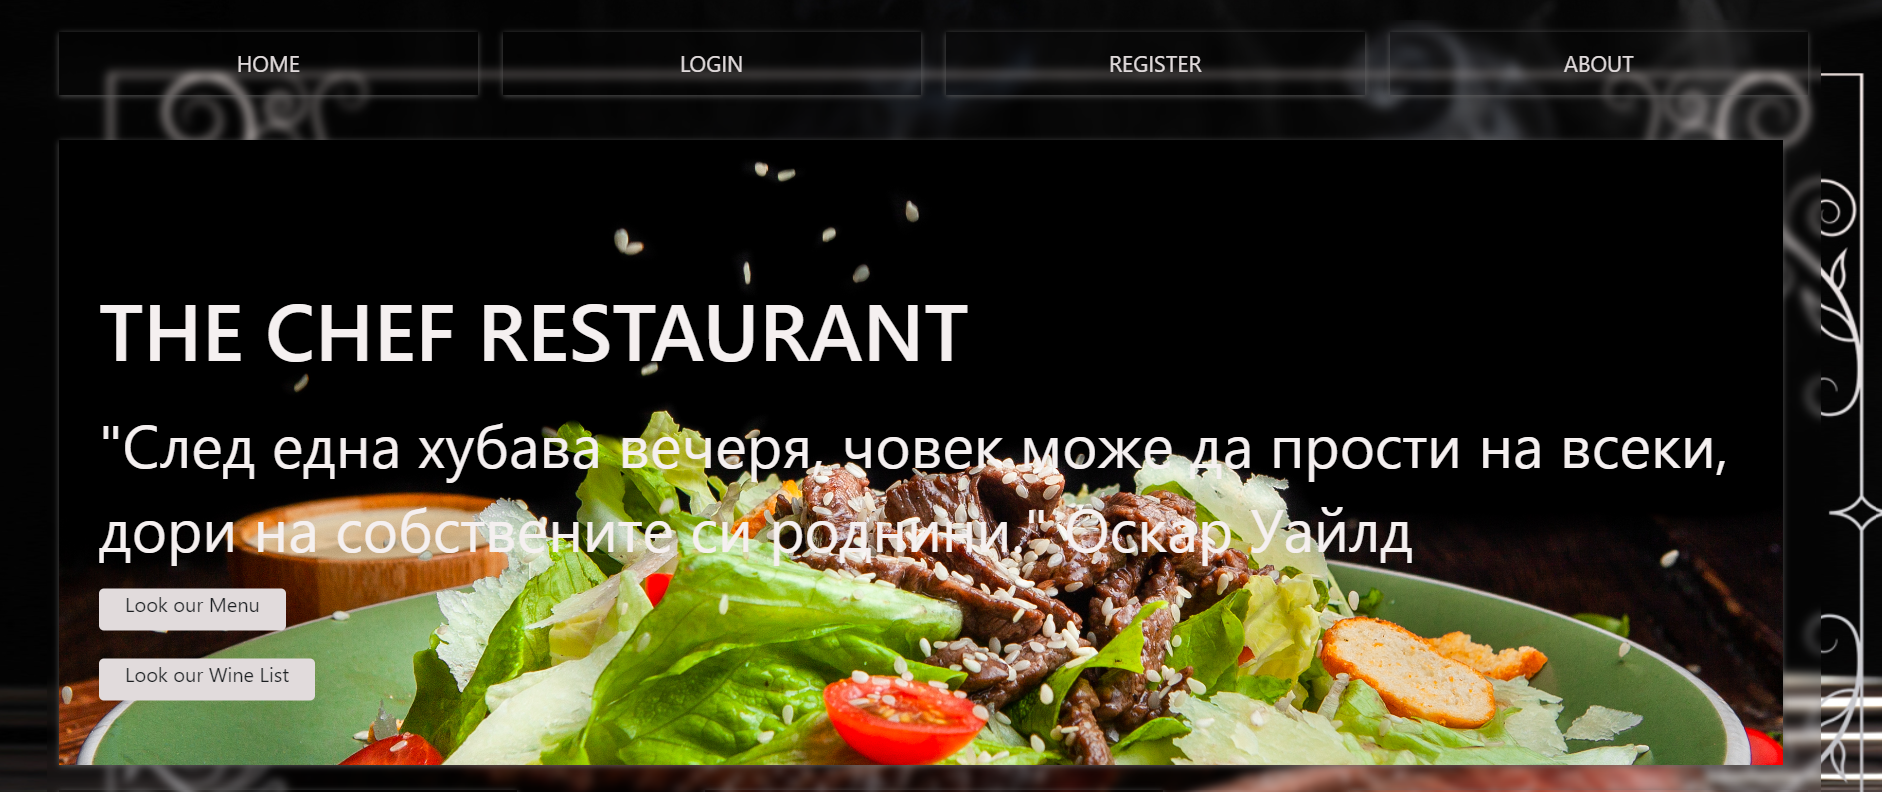 HOME
LOGIN
REGISTER
ABOUT
THE CHEF RESTAURANT
"След една хубава вечеря, човек може да прости на всеки,
дори на собствените си роднини " Оскар Уайлд
Look our Menu
Look our Wine List